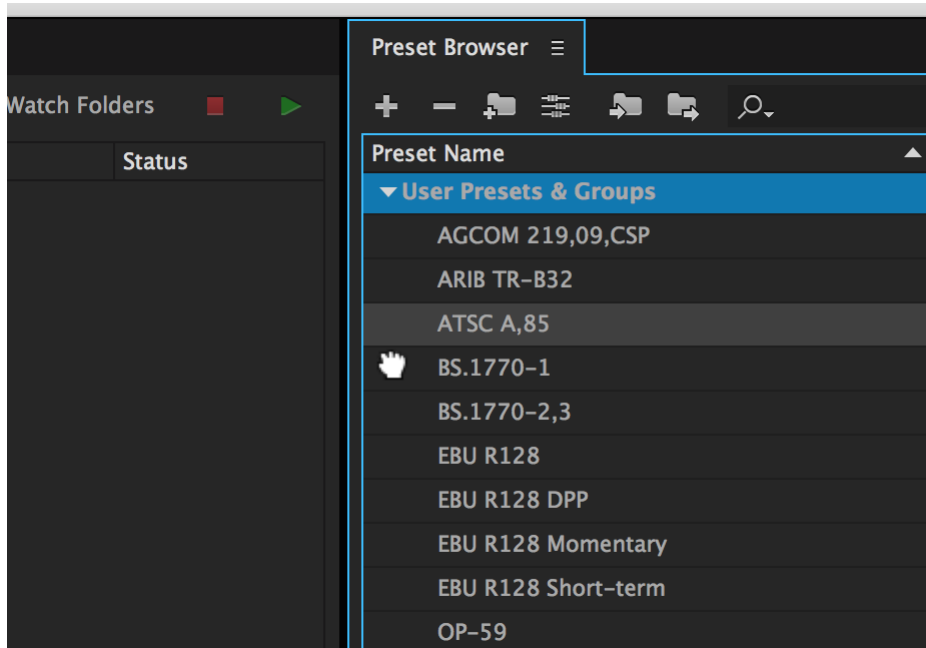 Preset Browser
Watch Folders
Status
Preset Name
User Presets & Groups
AGCOM 219,09,CSP
ARIB TR-B32
ATSC A,85
BS.1770-1
BS.1770-2,3
EBU R128
EBU R128 DPP
EBU R128 Momentary
EBU R128 Short-term
OP-59